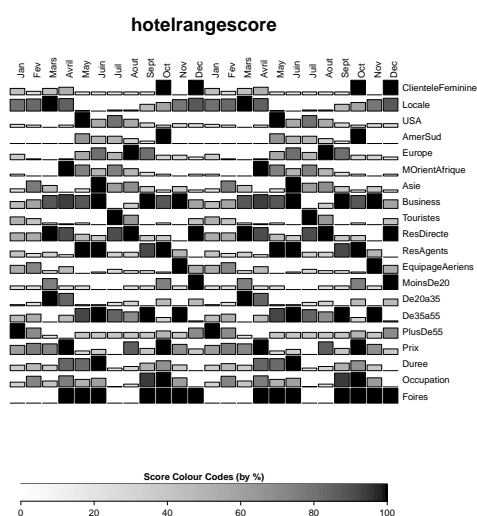 hotelrangescore
Jan Fev Mars Avril May Juin Juil Aout Sept Oct Nov Dec Jan Fev Mars Avril May Juin Juil Aout Sept Oct Nov Dec
ClienteleFeminine
Locale
USA
AmerSud
Europe
MOrientAfrique
Asie
Business
Touristes
ResDirecte
ResAgents
EquipageAeriens
MoinsDe20
De20a35
De35a55
PlusDe55
Prix
Duree
Occupation
Foires
Score Colour Codes (by %)
0 20 40 60 80 100